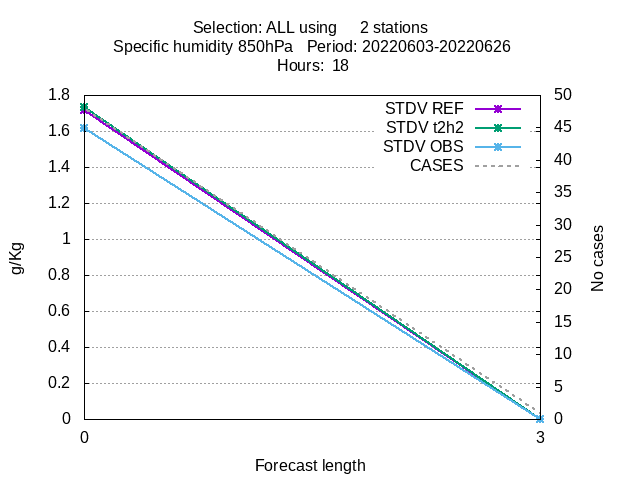 Selection: ALL using     2 stations
Specific humidity 850hPa   Period: 20220603-20220626
Hours:  18
STDV REF
STDV t2h2
STDV OBS
CASES
1.8
1.6
1.4
1.2
1
0.8
0.6
0.4
0.2
0
g/Kg
50
45
40
35
30
25
20
15
10
5
0
No cases
0
3
Forecast length